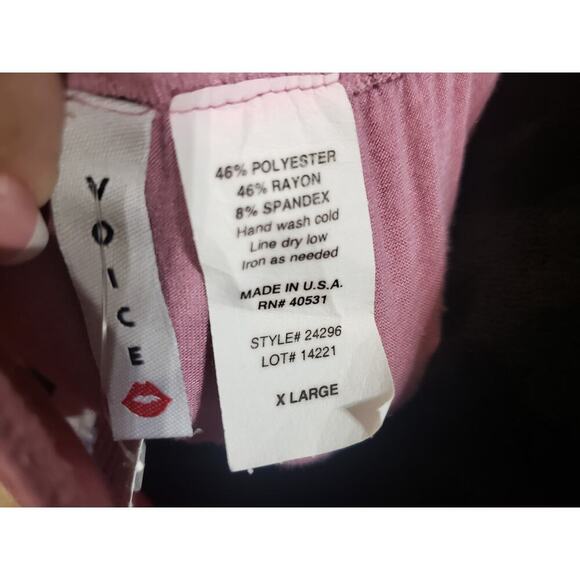 VOICE
46% POLYESTER
46% RAYON
8% SPANDEX
Hand wash cold
Line dry low
Iron as needed
MADE IN U.S.A.
RN# 40531
STYLE# 24296
LOT# 14221
X LARGE